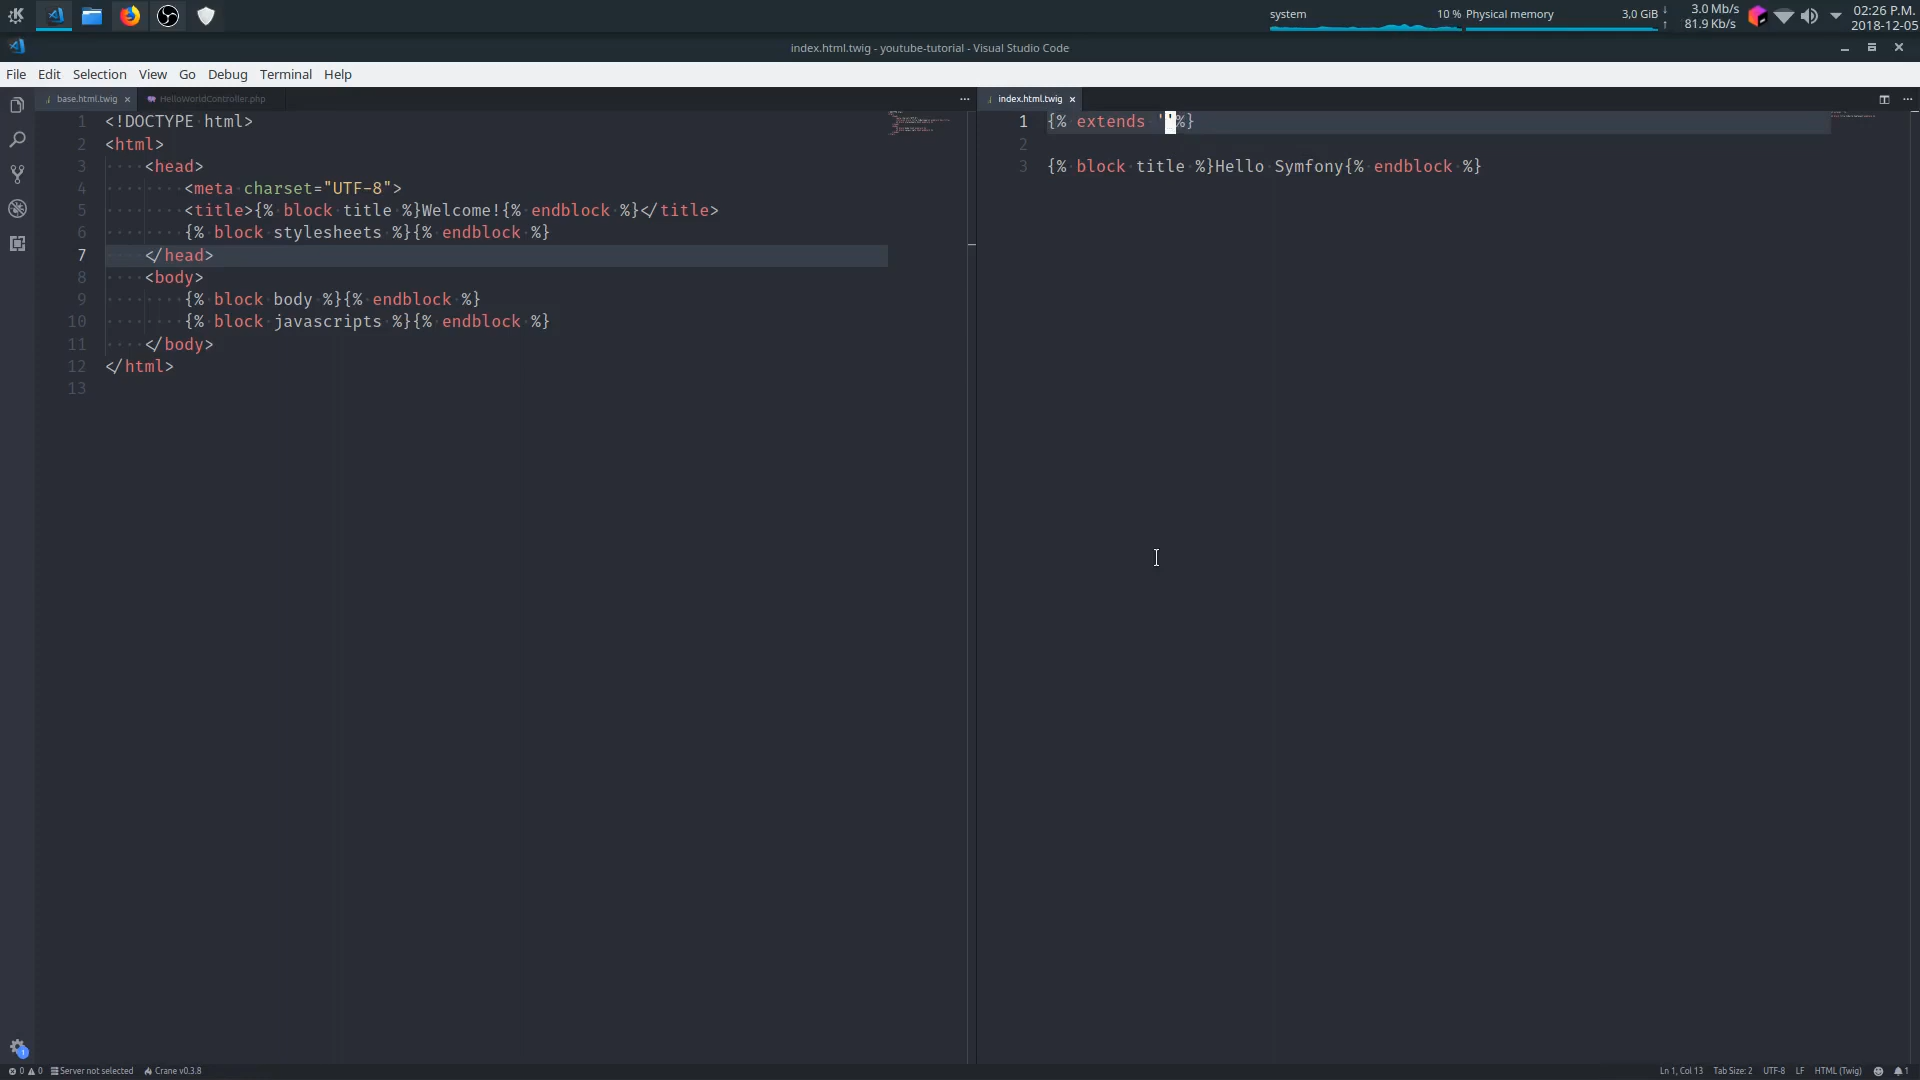 system 10 % Physical memory 3,0 GiB 3.0 Mb/s 02:26 P.M.
81.9 Kb/s 2018-12-05
index.html.twig - youtube-tutorial - Visual Studio Code
File Edit Selection View Go Debug Terminal Help
base.html.twig HelloWorldController.php
1 <!DOCTYPE html>
2 <html>
3 <head>
4 <meta charset="UTF-8">
5 <title>{% block title %}Welcome!{% endblock %}</title>
6 {% block stylesheets %}{% endblock %}
7 </head>
8 <body>
9 {% block body %}{% endblock %}
10 {% block javascripts %}{% endblock %}
11 </body>
12 </html>
13
index.html.twig
1 {% extends ''%}
2
3 {% block title %}Hello Symfony{% endblock %}
0 0 Server not selected Crane v0.3.8 Ln 1, Col 13 Tab Size: 2 UTF-8 LF HTML (Twig) 1